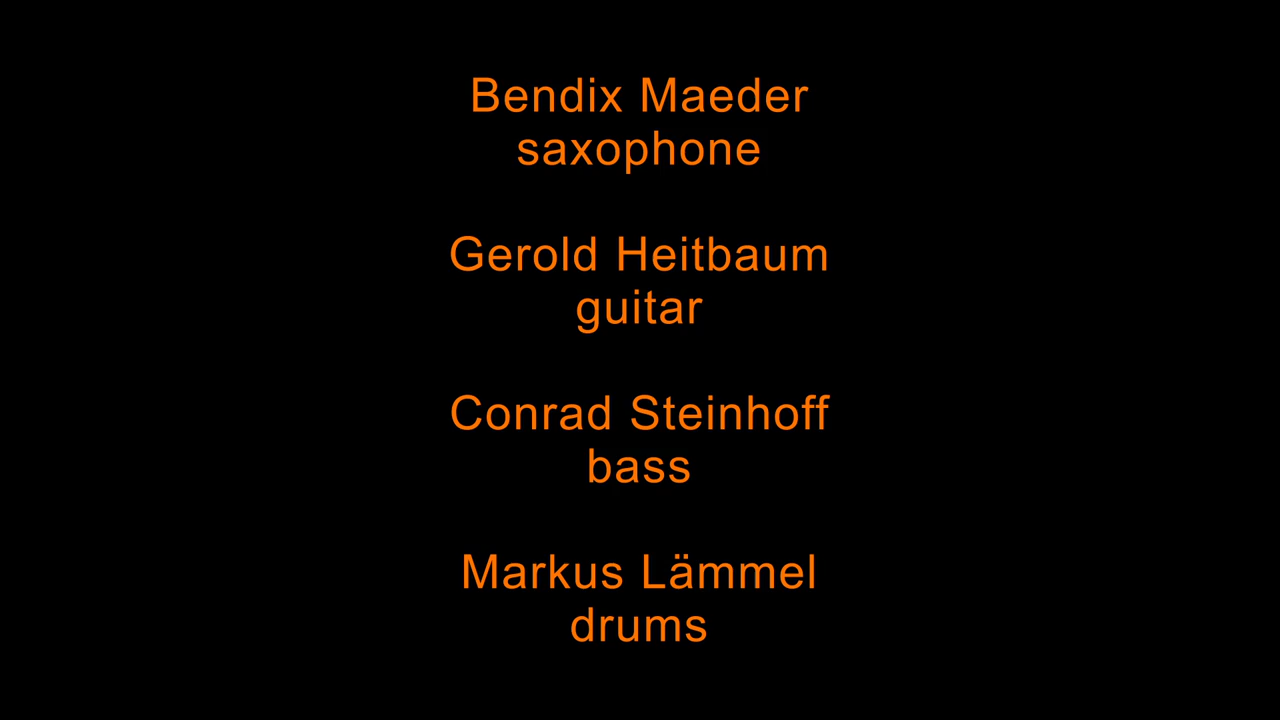 Bendix Maeder
saxophone
Gerold Heitbaum
guitar
Conrad Steinhoff
bass
Markus Lämmel
drums